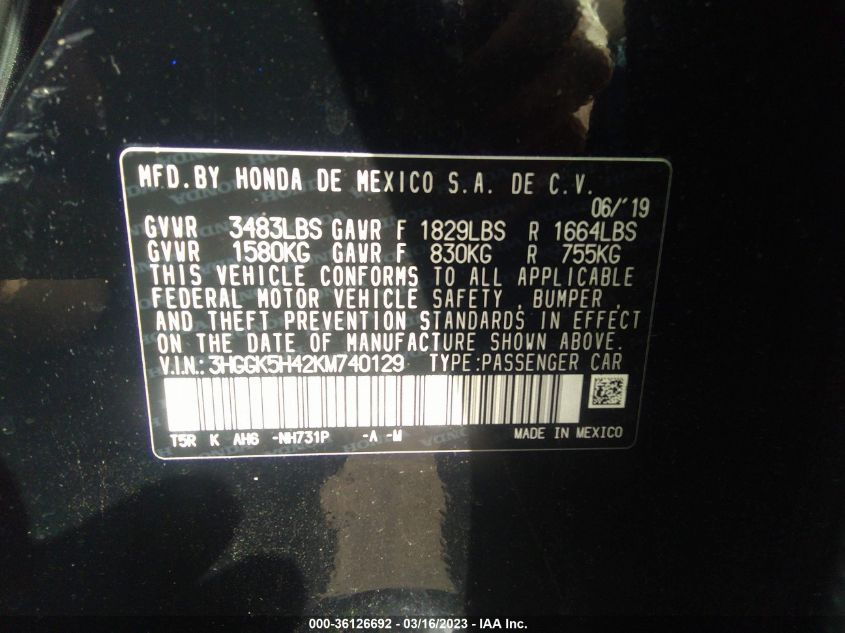 MFD.BY HONDA DE MEXICO S.A. DE C.V.
06/'19
GVWR 3483LBS GAWR F 1829LBS R 1664LBS
GVWR 1580KG GAWR F 830KG R 755KG
THIS VEHICLE CONFORMS TO ALL APPLICABLE
FEDERAL MOTOR VEHICLE SAFETY , BUMPER ,
AND THEFT PREVENTION STANDARDS IN EFFECT
ON THE DATE OF MANUFACTURE SHOWN ABOVE.
V.I.N.: 3HGGK5H42KM740129 TYPE:PASSENGER CAR
T5R K AH6 -NH731P -A -M MADE IN MEXICO
000-36126692 - 03/16/2023 - IAA Inc.